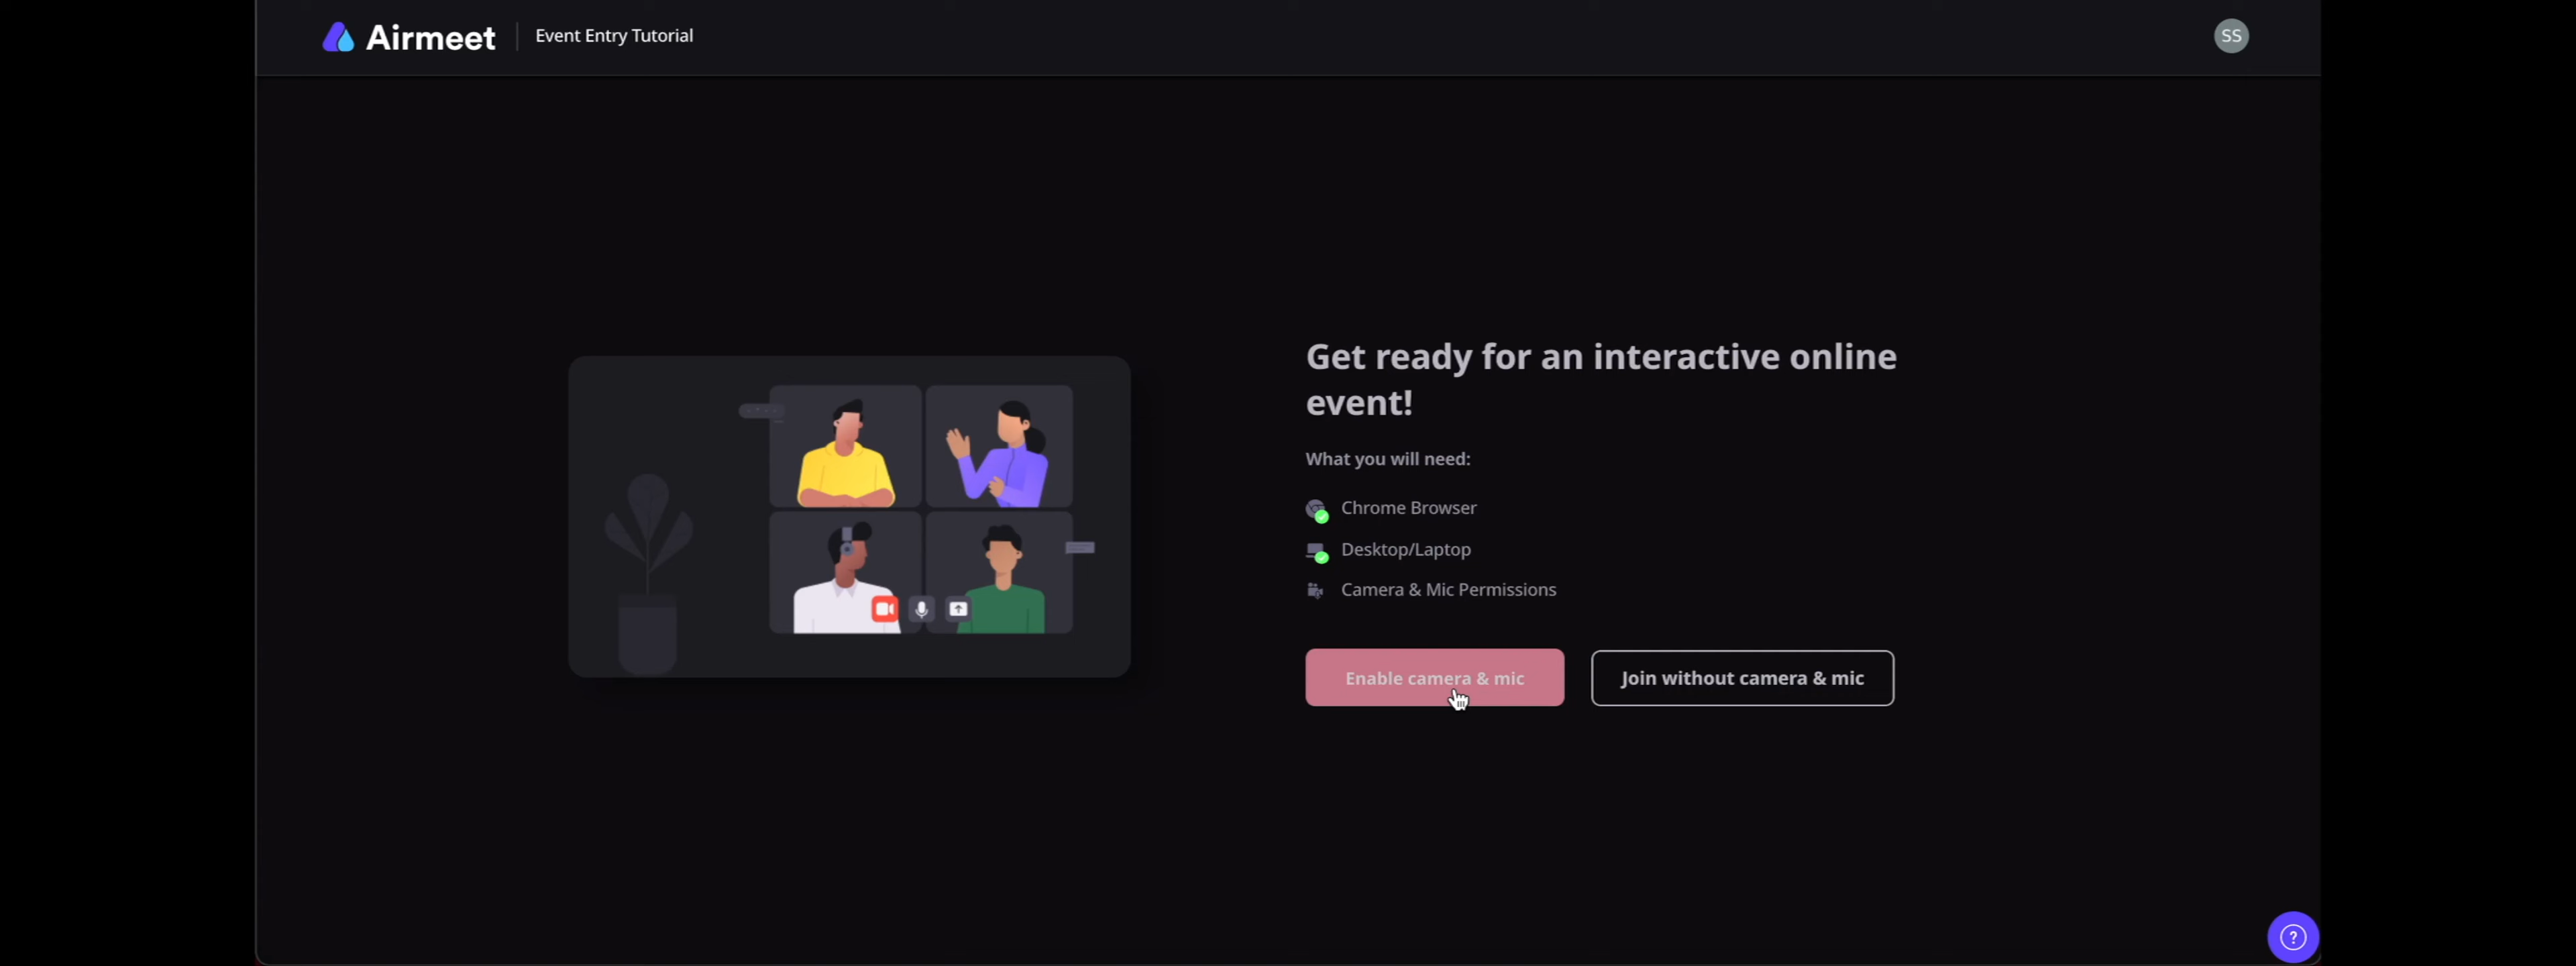 Airmeet
Event Entry Tutorial
SS
Get ready for an interactive online
event!
What you will need:
Chrome Browser
Desktop/Laptop
Camera & Mic Permissions
Enable camera & mic
Join without camera & mic
?